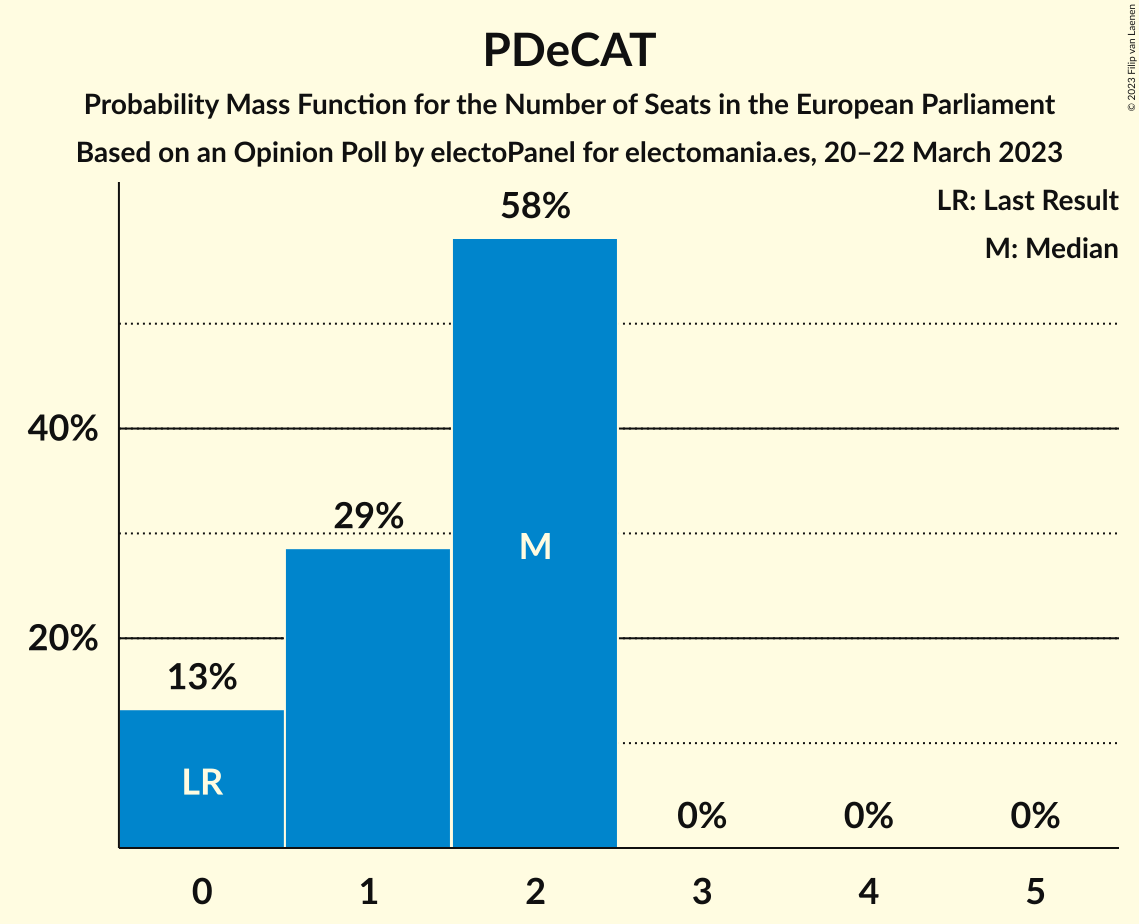 PDeCAT
Probability Mass Function for the Number of Seats in the European Parliament
Based on an Opinion Poll by electoPanel for electomania.es, 20–22 March 2023
© 2023 Filip van Laenen
LR: Last Result
M: Median
58%
40%
29%
M
20%
13%
LR
0%
0%
0%
0
1
2
3
4
5